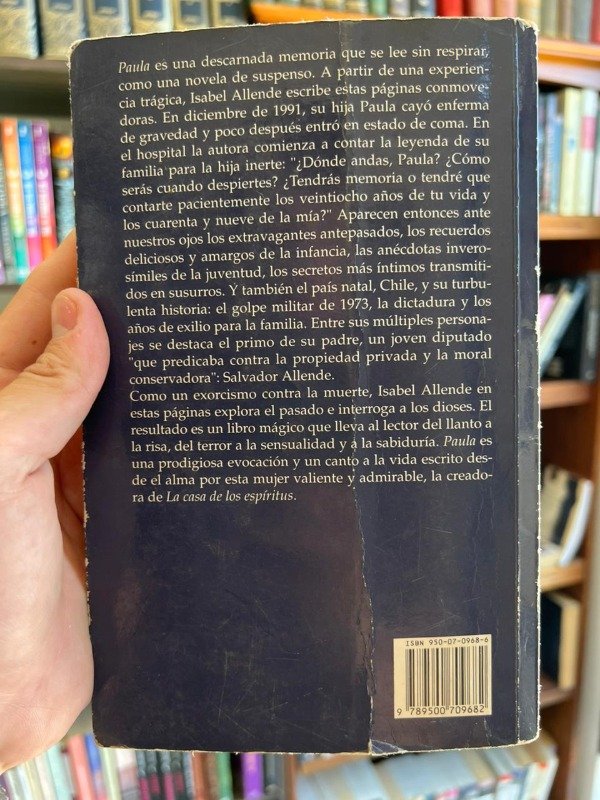 Paula es una descarnada memoria que se lee sin respirar,
como una novela de suspenso. A partir de una experien-
cia trágica, Isabel Allende escribe estas páginas conmove-
doras. En diciembre de 1991, su hija Paula cayó enferma
de gravedad y poco después entró en estado de coma. En
el hospital la autora comienza a contar la leyenda de su
familia para la hija inerte: "¿Dónde andas, Paula? ¿Cómo
serás cuando despiertes? ¿Tendrás memoria o tendré que
contarte pacientemente los veintiocho años de tu vida y
los cuarenta y nueve de la mía?" Aparecen entonces ante
nuestros ojos los extravagantes antepasados, los recuerdos
deliciosos y amargos de la infancia, las anécdotas invero-
símiles de la juventud, los secretos más íntimos transmiti-
dos en susurros. Y también el país natal, Chile, y su turbu-
lenta historia: el golpe militar de 1973, la dictadura y los
años de exilio para la familia. Entre sus múltiples persona-
jes se destaca el primo de su padre, un joven diputado
"que predicaba contra la propiedad privada y la moral
conservadora": Salvador Allende.
Como un exorcismo contra la muerte, Isabel Allende en
estas páginas explora el pasado e interroga a los dioses. El
resultado es un libro mágico que lleva al lector del llanto a
la risa, del terror a la sensualidad y a la sabiduría. Paula es
una prodigiosa evocación y un canto a la vida escrito des-
de el alma por esta mujer valiente y admirable, la creado-
ra de La casa de los espíritus.
ISBN 950-07-0968-6
9 789500 709682